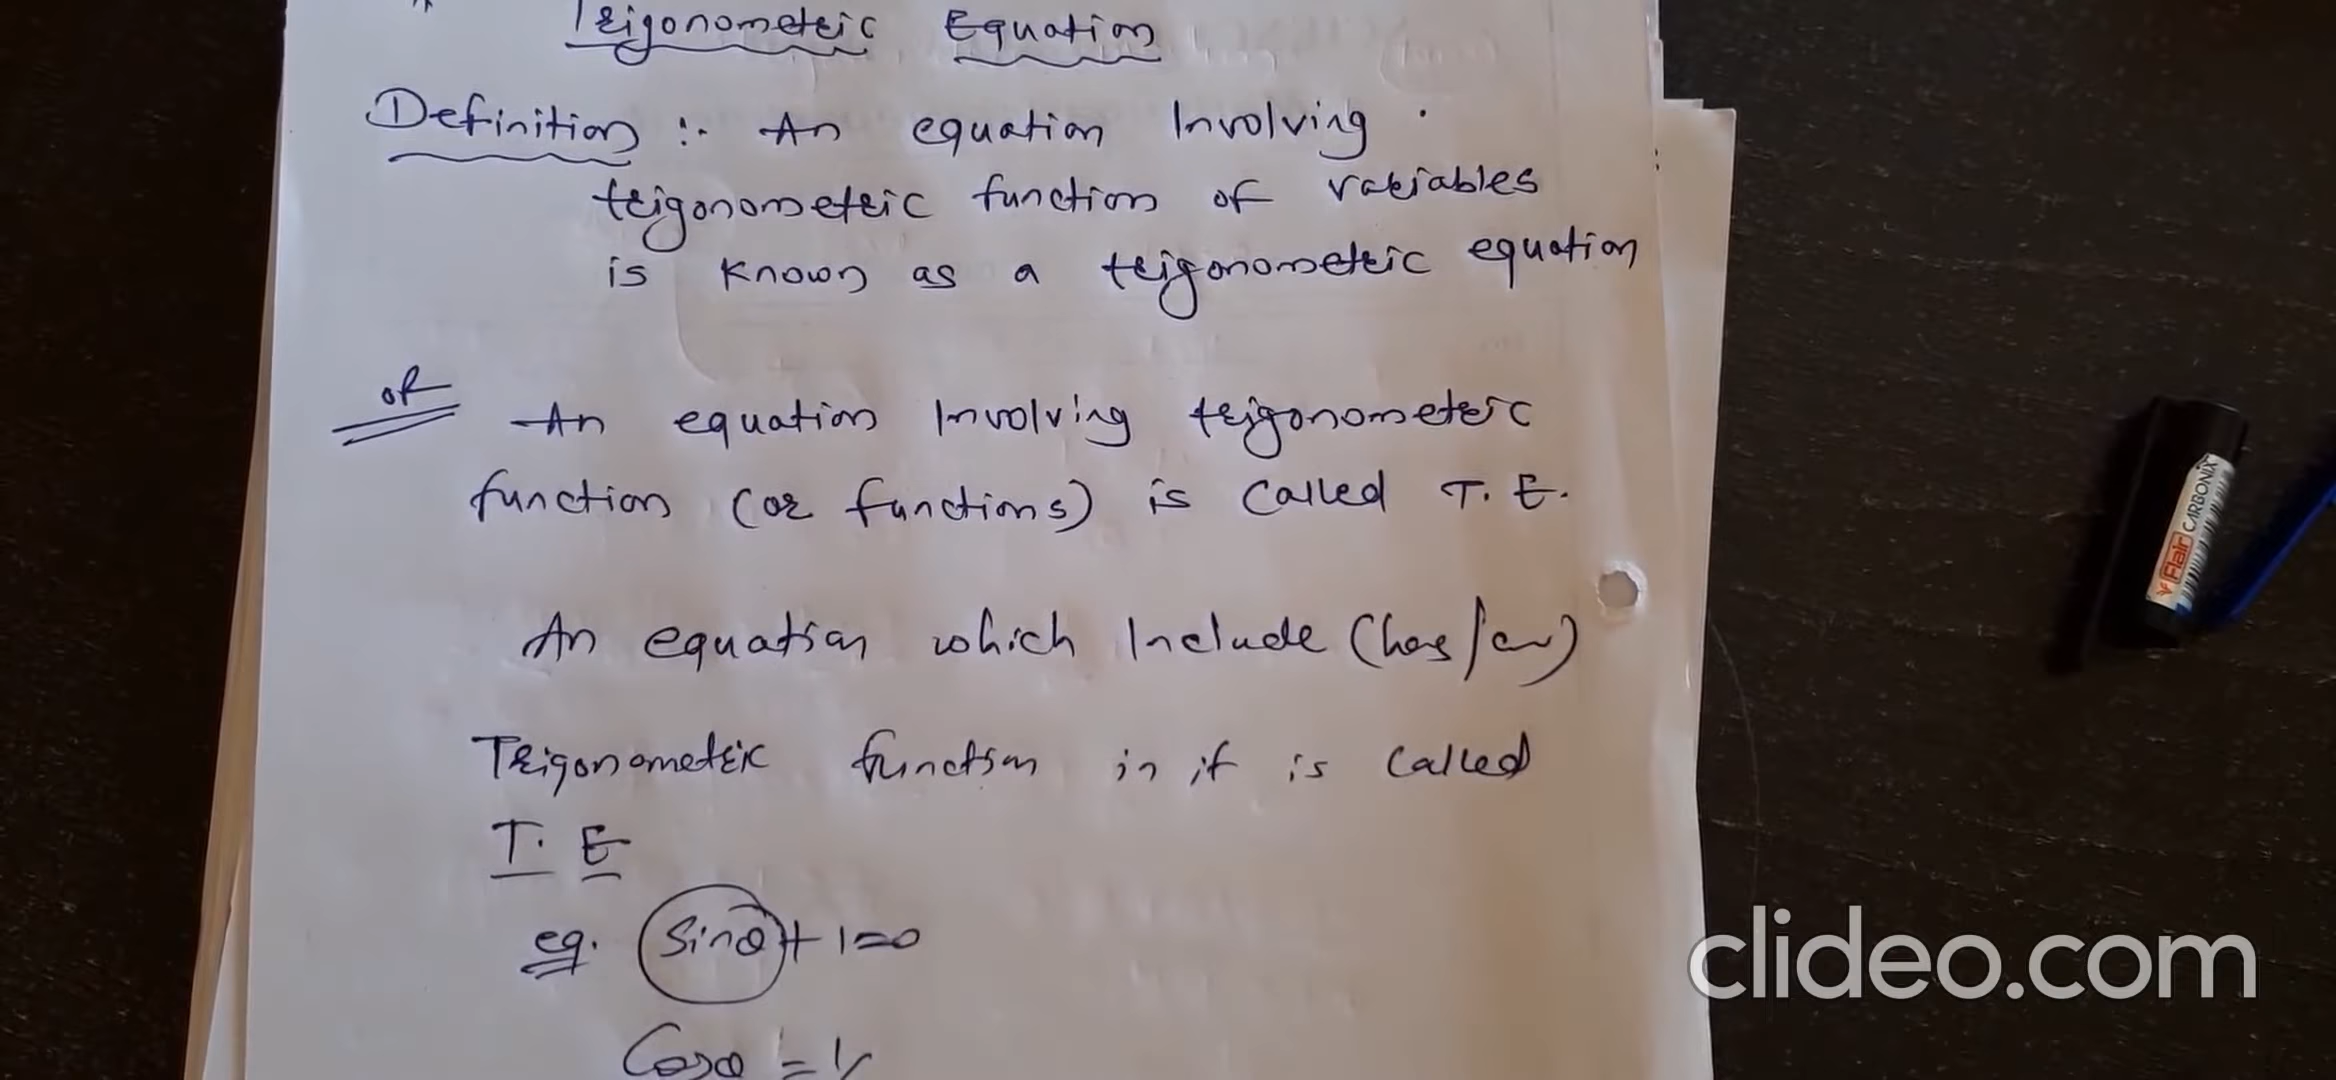 Trigonometric Equation
Definition :- An equation Involving
trigonometric function of variables
is known as a trigonometric equation
or
An equation Involving trigonometric
function (or functions) is called T. E.
An equation which Include (has/
Trigonometric function in it is called
T. E
eg. sinθ + 1=0
Cosθ = 1
Flair CARBONIX
clideo.com